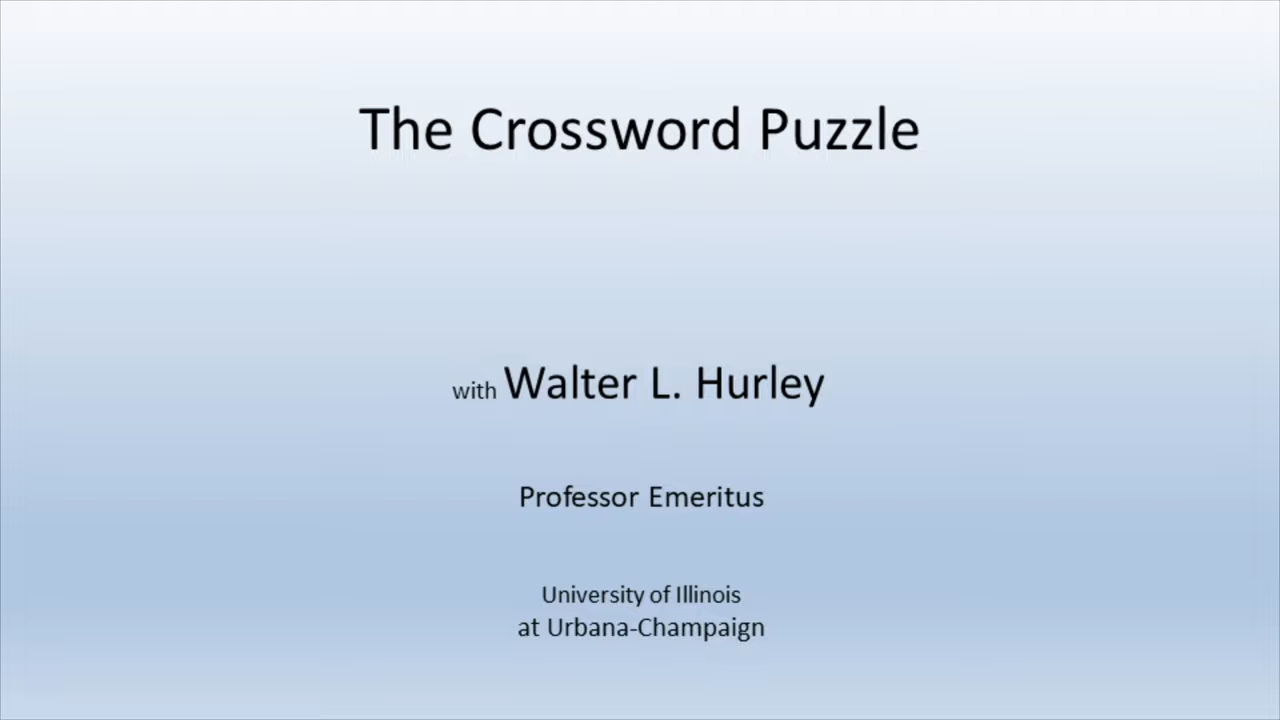 The Crossword Puzzle
with Walter L. Hurley
Professor Emeritus
University of Illinois
at Urbana-Champaign